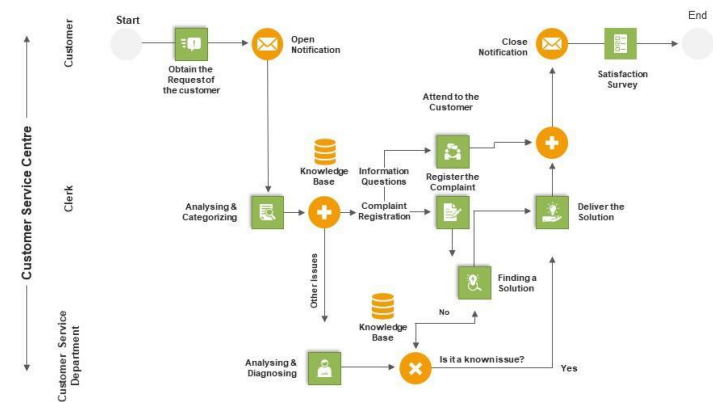 Start
End
Customer
Obtain the
Request of
the customer
Open
Notification
Close
Notification
Satisfaction
Survey
Customer Service Centre
Clerk
Attend to the
Customer
Knowledge
Base
Information
Questions
Register the
Complaint
Analysing &
Categorizing
Complaint
Registration
Deliver the
Solution
Other Issues
Finding a
Solution
Knowledge
Base
No
Customer Service
Department
Analysing &
Diagnosing
Is it a known issue?
Yes